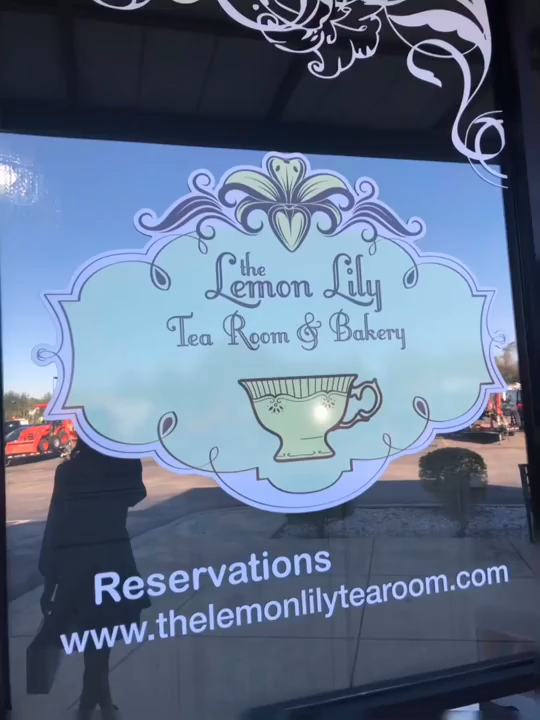 the
Lemon Lily
Tea Room & Bakery
Reservations
www.thelemonlilytearoom.com